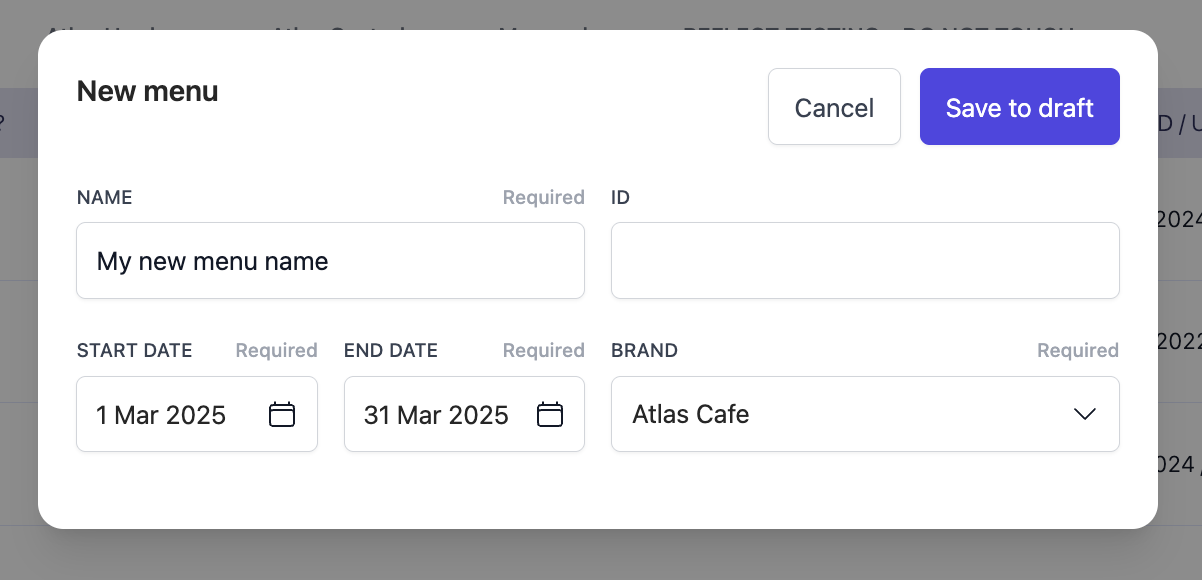 New menu
Cancel
Save to draft
NAME Required
ID
My new menu name
START DATE Required
END DATE Required
BRAND Required
1 Mar 2025
31 Mar 2025
Atlas Cafe